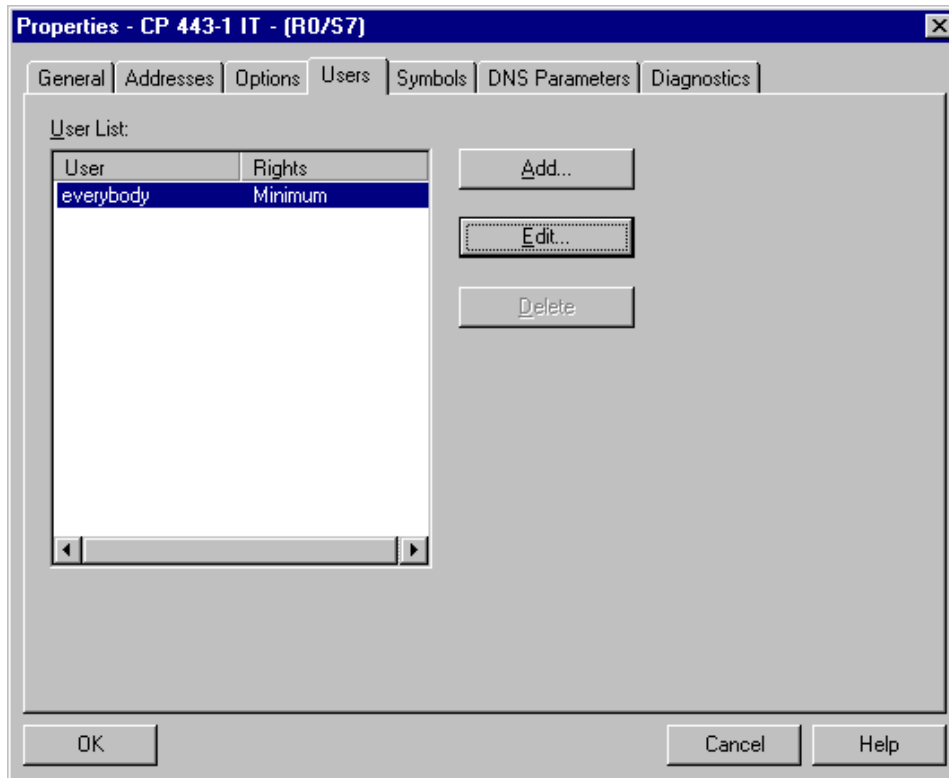 Properties - CP 443-1 IT - (R0/S7)
General Addresses Options Users Symbols DNS Parameters Diagnostics
User List:
User Rights
everybody Minimum
Add...
Edit...
Delete
OK Cancel Help